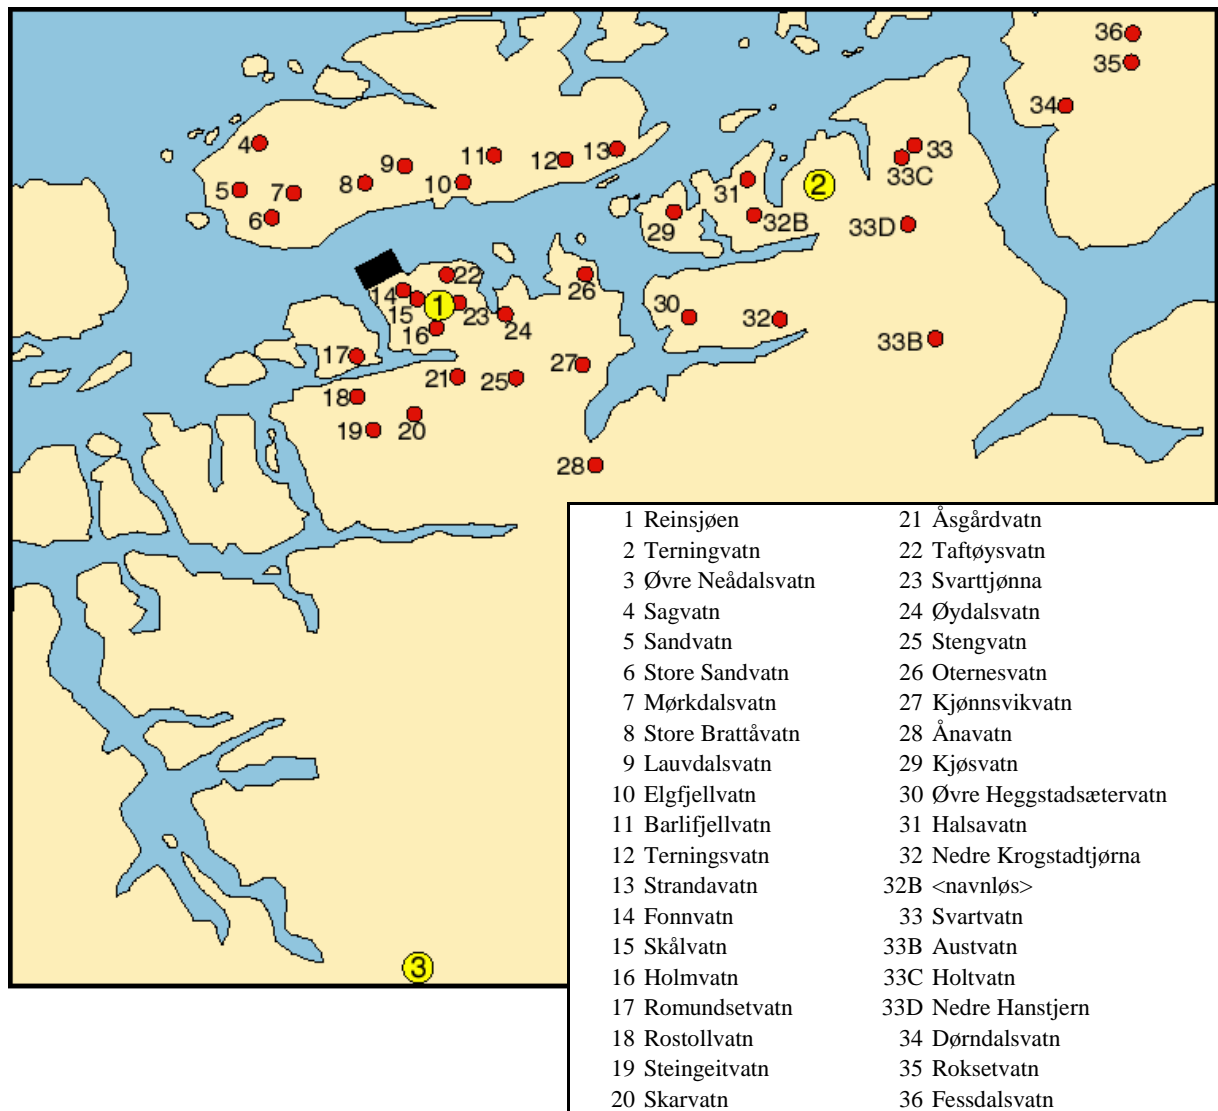 36
35
34
4
13
33
11
12
9
33C
8
10
31
2
5
7
6
29
32B
33D
22
26
14
1
15
23
24
30
32
16
33B
17
27
21
25
18
19
20
28
3
1 Reinsjøen
2 Terningvatn
3 Øvre Neådalsvatn
4 Sagvatn
5 Sandvatn
6 Store Sandvatn
7 Mørkdalsvatn
8 Store Brattåvatn
9 Lauvdalsvatn
10 Elgfjellvatn
11 Barlifjellvatn
12 Terningsvatn
13 Strandavatn
14 Fonnvatn
15 Skålvatn
16 Holmvatn
17 Romundsetvatn
18 Rostollvatn
19 Steingeitvatn
20 Skarvatn
21 Åsgårdvatn
22 Taftøysvatn
23 Svarttjønna
24 Øydalsvatn
25 Stengvatn
26 Oternesvatn
27 Kjønnsvikvatn
28 Ånavatn
29 Kjøsvatn
30 Øvre Heggstadsætervatn
31 Halsavatn
32 Nedre Krogstadtjørna
32B <navnløs>
33 Svartvatn
33B Austvatn
33C Holtvatn
33D Nedre Hanstjern
34 Dørndalsvatn
35 Roksetvatn
36 Fessdalsvatn